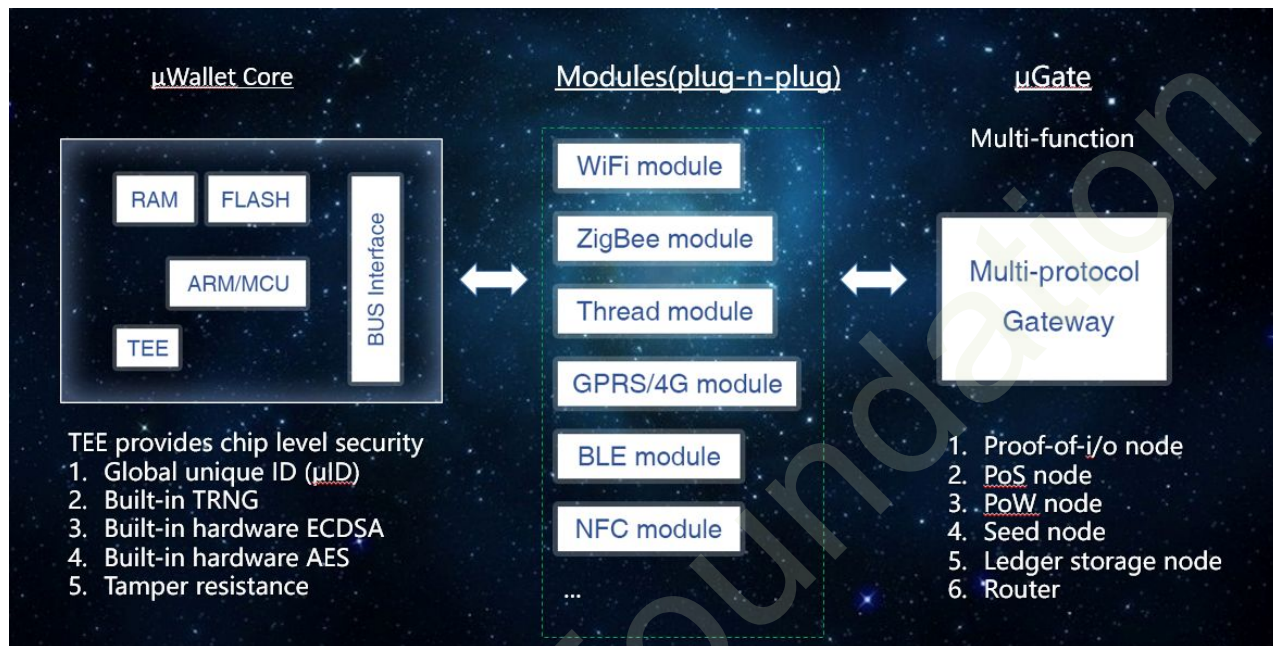 μWallet Core
RAM
FLASH
ARM/MCU
TEE
BUS Interface
TEE provides chip level security
1. Global unique ID (μID)
2. Built-in TRNG
3. Built-in hardware ECDSA
4. Built-in hardware AES
5. Tamper resistance
Modules(plug-n-plug)
WiFi module
ZigBee module
Thread module
GPRS/4G module
BLE module
NFC module
...
μGate
Multi-function
Multi-protocol
Gateway
1. Proof-of-i/o node
2. PoS node
3. PoW node
4. Seed node
5. Ledger storage node
6. Router
Foundation